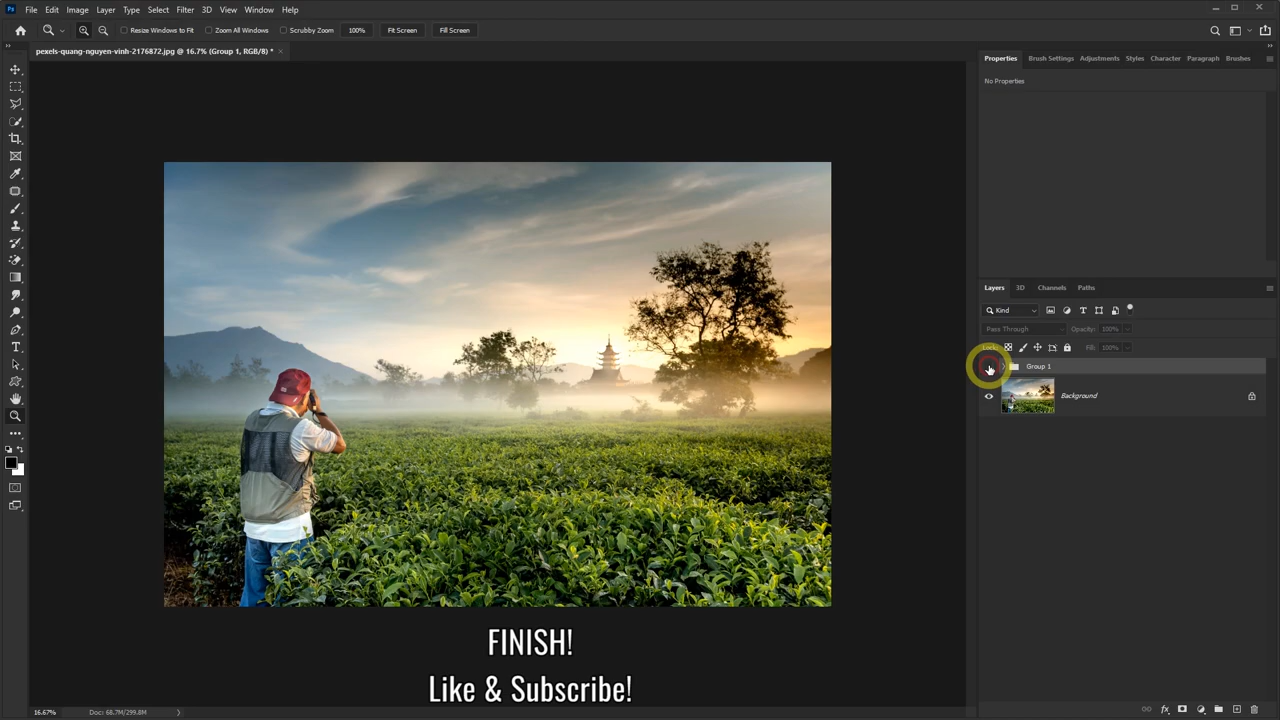 Ps File Edit Image Layer Type Select Filter 3D View Window Help
Resize Windows to Fit Zoom All Windows Scrubby Zoom 100% Fit Screen Fill Screen
pexels-quang-nguyen-vinh-2176872.jpg @ 16.7% (Group 1, RGB/8) *
Properties Brush Settings Adjustments Styles Character Paragraph Brushes
No Properties
Layers 3D Channels Paths
Kind
Pass Through Opacity: 100%
Lock: Fill: 100%
Group 1
Background
FINISH!
Like & Subscribe!
16.67% Doc: 68.7M/299.8M